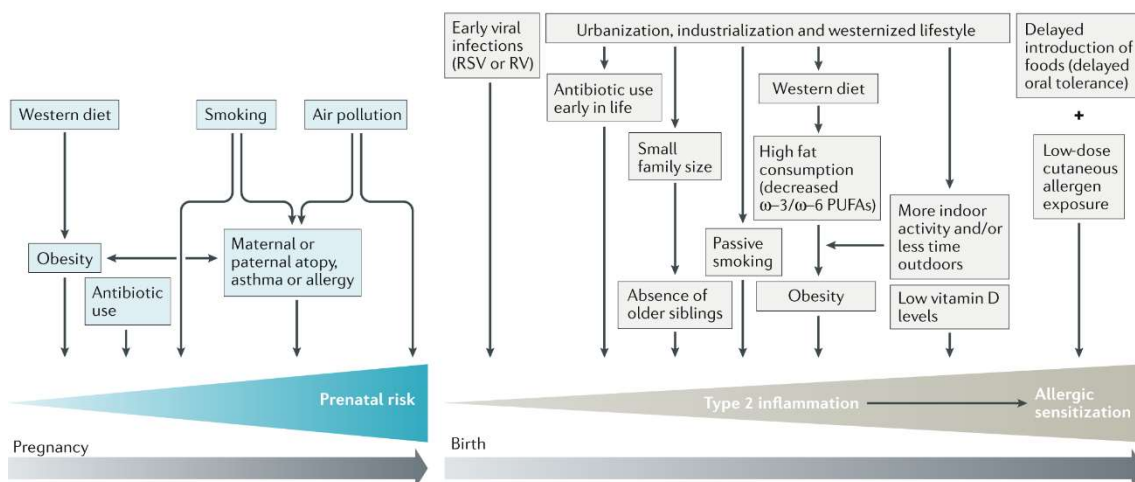 Western diet
Smoking
Air pollution
Obesity
Maternal or
paternal atopy,
asthma or allergy
Antibiotic
use
Prenatal risk
Pregnancy
Early viral
infections
(RSV or RV)
Urbanization, industrialization and westernized lifestyle
Delayed
introduction of
foods (delayed
oral tolerance)
+
Low-dose
cutaneous
allergen
exposure
Antibiotic use
early in life
Western diet
Small
family size
High fat
consumption
(decreased
ω–3/ω–6 PUFAs)
More indoor
activity and/or
less time
outdoors
Passive
smoking
Absence of
older siblings
Obesity
Low vitamin D
levels
Type 2 inflammation
Allergic
sensitization
Birth